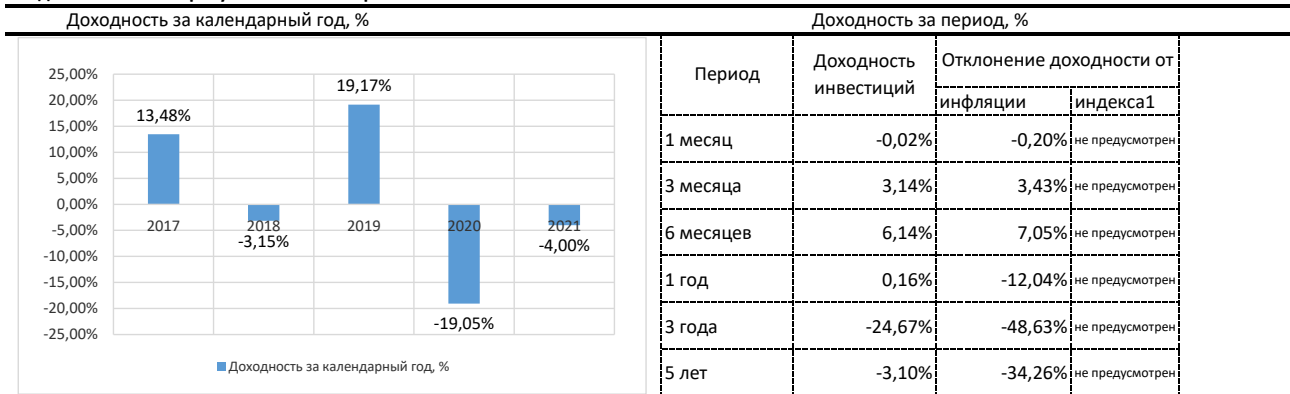 Доходность за календарный год, %
Доходность за период, %
25,00%
20,00%
15,00%
10,00%
5,00%
0,00%
-5,00%
-10,00%
-15,00%
-20,00%
-25,00%
13,48%
-3,15%
19,17%
-19,05%
-4,00%
2017 2018 2019 2020 2021
Доходность за календарный год, %
Период Доходность инвестиций Отклонение доходности от
инфляции индекса1
1 месяц -0,02% -0,20% не предусмотрен
3 месяца 3,14% 3,43% не предусмотрен
6 месяцев 6,14% 7,05% не предусмотрен
1 год 0,16% -12,04% не предусмотрен
3 года -24,67% -48,63% не предусмотрен
5 лет -3,10% -34,26% не предусмотрен